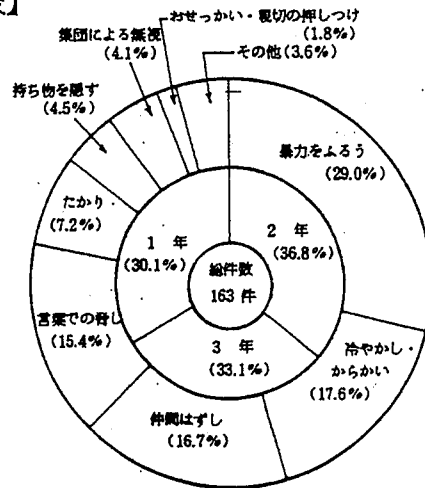 】
おせっかい・親切の押しつけ
(1.8%)
集団による無視
(4.1%)
その他(3.6%)
持ち物を隠す
(4.5%)
暴力をふるう
(29.0%)
たかり
(7.2%)
1 年
(30.1%)
2 年
(36.8%)
総件数
163 件
言葉での脅し
(15.4%)
3 年
(33.1%)
冷やかし・
からかい
(17.6%)
仲間はずし
(16.7%)